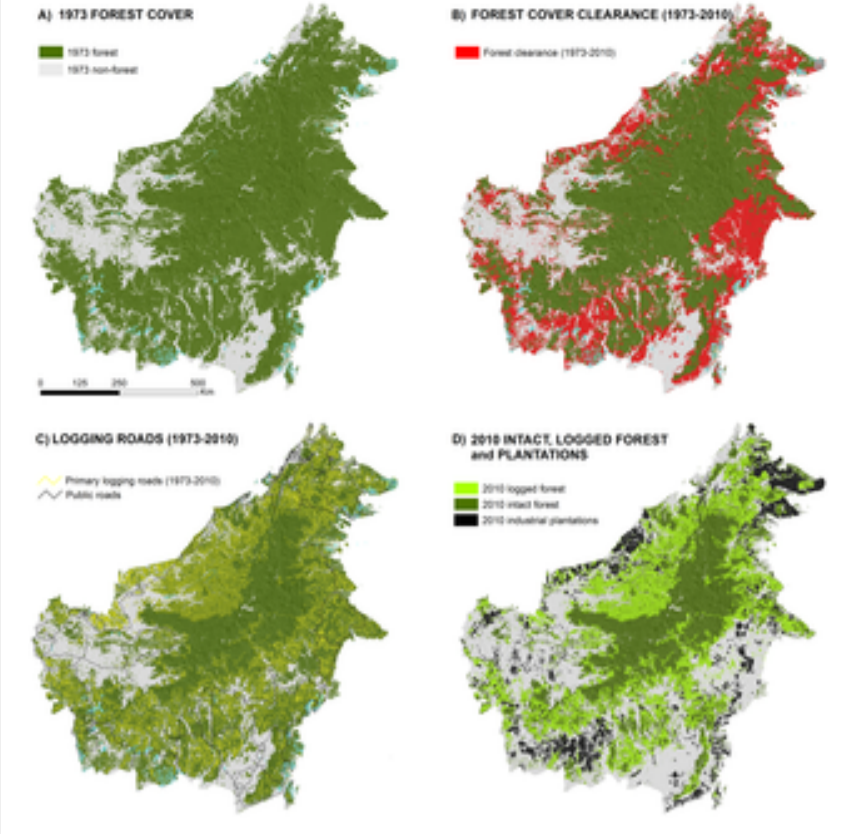 A) 1973 FOREST COVER
1973 forest
1973 non-forest
0 125 250 500
Km
B) FOREST COVER CLEARANCE (1973-2010)
Forest clearance (1973-2010)
C) LOGGING ROADS (1973-2010)
Primary logging roads (1973-2010)
Public roads
D) 2010 INTACT, LOGGED FOREST
and PLANTATIONS
2010 logged forest
2010 intact forest
2010 industrial plantations